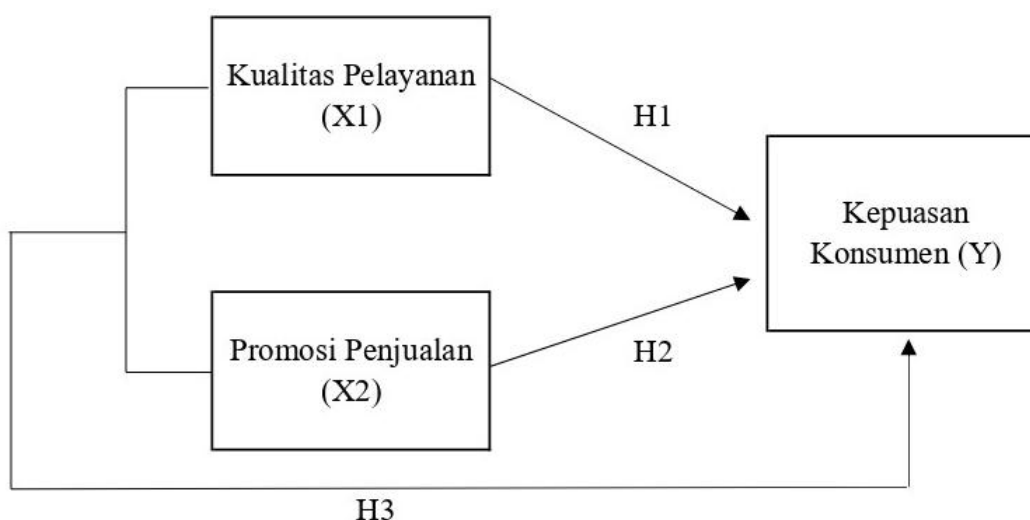 Kualitas Pelayanan
(X1)
H1
Kepuasan
Konsumen (Y)
Promosi Penjualan
(X2)
H2
H3